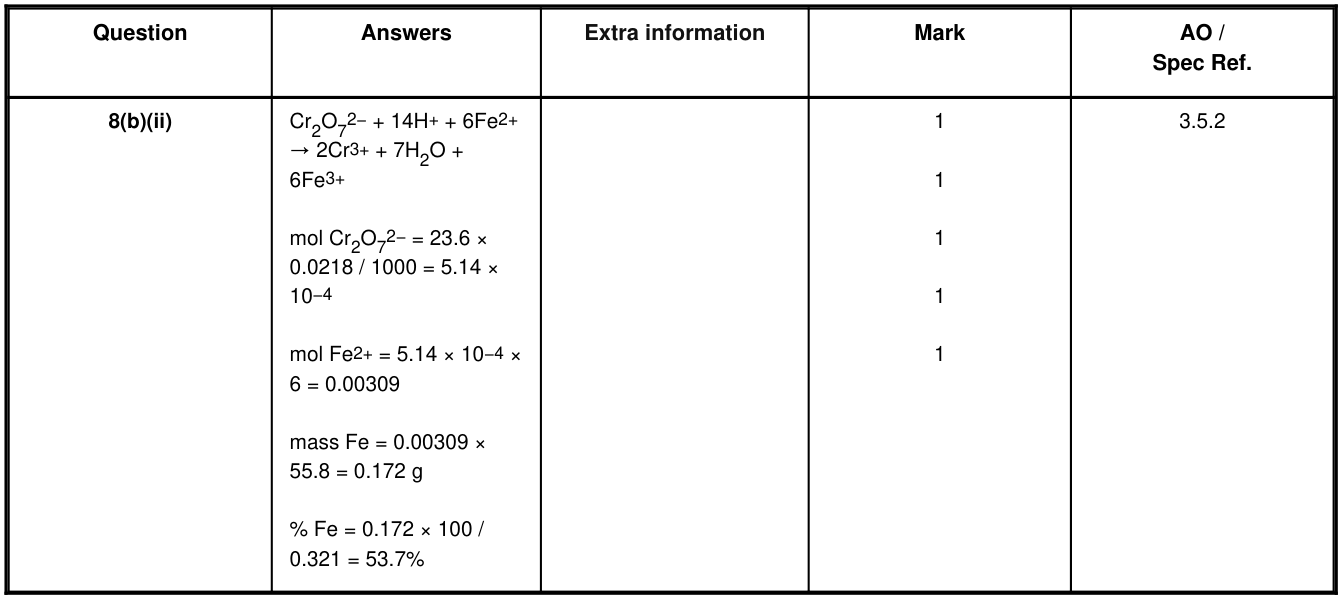 Question Answers Extra information Mark AO /
Spec Ref.
8(b)(ii) Cr₂O₇²⁻ + 14H⁺ + 6Fe²⁺ 1 3.5.2
→ 2Cr³⁺ + 7H₂O +
6Fe³⁺ 1
mol Cr₂O₇²⁻ = 23.6 × 1
0.0218 / 1000 = 5.14 ×
10⁻⁴ 1
mol Fe²⁺ = 5.14 × 10⁻⁴ × 1
6 = 0.00309
mass Fe = 0.00309 ×
55.8 = 0.172 g
% Fe = 0.172 × 100 /
0.321 = 53.7%